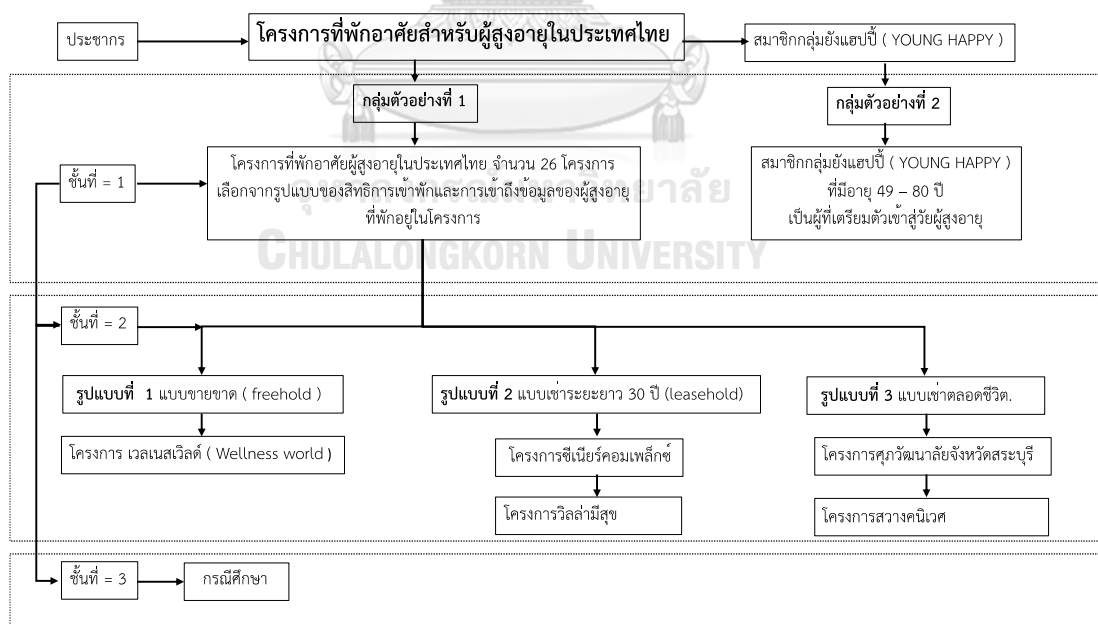 ประชากร
โครงการที่พักอาศัยสำหรับผู้สูงอายุในประเทศไทย
สมาชิกกลุ่มยังแฮปปี้ ( YOUNG HAPPY )
กลุ่มตัวอย่างที่ 1
กลุ่มตัวอย่างที่ 2
ชั้นที่ = 1
โครงการที่พักอาศัยผู้สูงอายุในประเทศไทย จำนวน 26 โครงการ
เลือกจากรูปแบบของสิทธิการเข้าพักและการเข้าถึงข้อมูลของผู้สูงอายุ
ที่พักอยู่ในโครงการ
สมาชิกกลุ่มยังแฮปปี้ ( YOUNG HAPPY )
ที่มีอายุ 49 – 80 ปี
เป็นผู้ที่เตรียมตัวเข้าสู่วัยผู้สูงอายุ
จุฬาลงกรณ์มหาวิทยาลัย
CHULALONGKORN UNIVERSITY
ชั้นที่ = 2
รูปแบบที่ 1 แบบขายขาด ( freehold )
รูปแบบที่ 2 แบบเช่าระยะยาว 30 ปี (leasehold)
รูปแบบที่ 3 แบบเช่าตลอดชีวิต.
โครงการ เวลเนสเวิลด์ ( Wellness world )
โครงการซีเนียร์คอมเพล็กซ์
โครงการศุภวัฒนาลัยจังหวัดสระบุรี
โครงการวิลล่ามีสุข
โครงการสวางคนิเวศ
ชั้นที่ = 3
กรณีศึกษา